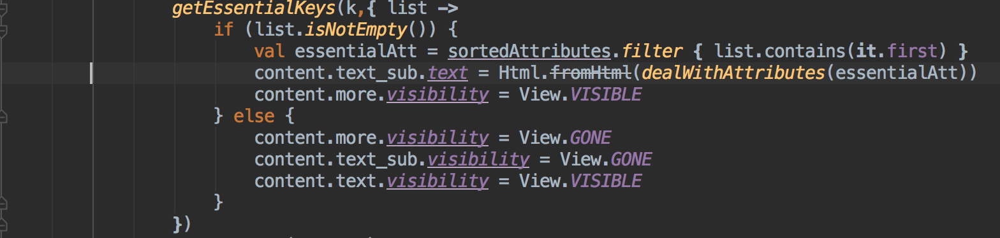 getEssentialKeys(k,{ list ->
if (list.isNotEmpty()) {
val essentialAtt = sortedAttributes.filter { list.contains(it.first) }
content.text_sub.text = Html.fromHtml(dealWithAttributes(essentialAtt))
content.more.visibility = View.VISIBLE
} else {
content.more.visibility = View.GONE
content.text_sub.visibility = View.GONE
content.text.visibility = View.VISIBLE
}
})